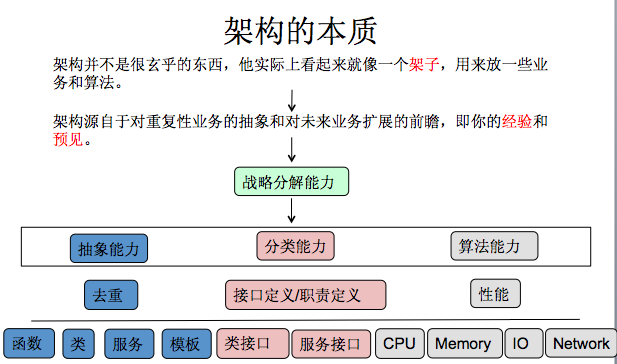 架构的本质
架构并不是很玄乎的东西，他实际上看起来就像一个架子，用来放一些业
务和算法。
架构源自于对重复性业务的抽象和对未来业务扩展的前瞻，即你的经验和
预见。
战略分解能力
抽象能力 分类能力 算法能力
去重 接口定义/职责定义 性能
函数 类 服务 模板 类接口 服务接口 CPU Memory IO Network